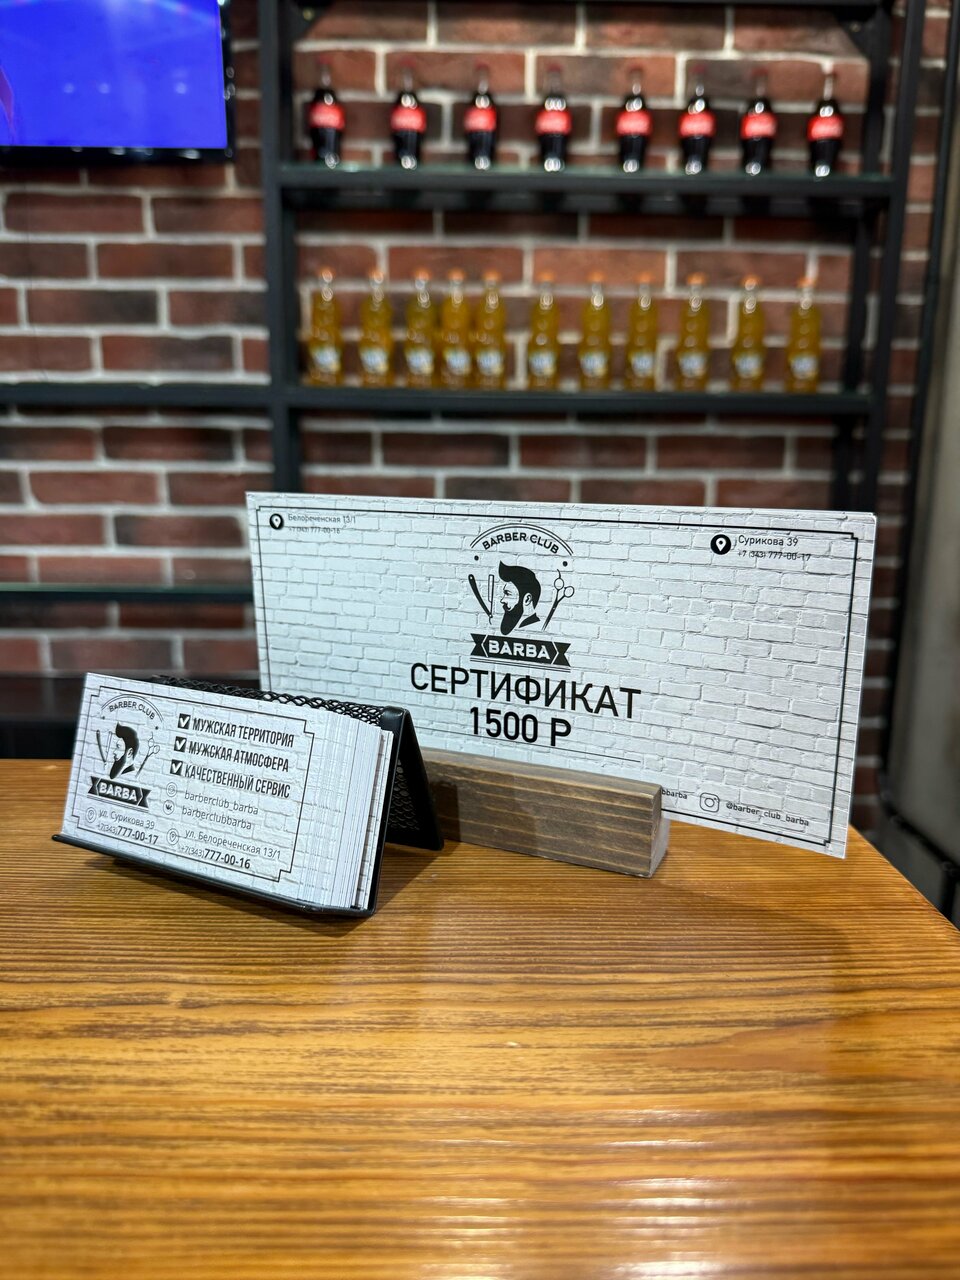 Белореченская 13/1
+7 (343) 777-00-16
BARBER CLUB
BARBA
Сурикова 39
+7 (343) 777-00-17
СЕРТИФИКАТ
1500 Р
@barber_club_barba
BARBER CLUB
BARBA
МУЖСКАЯ ТЕРРИТОРИЯ
МУЖСКАЯ АТМОСФЕРА
КАЧЕСТВЕННЫЙ СЕРВИС
barberclub_barba
barberclubbarba
ул. Сурикова 39
+7(343)777-00-17
ул. Белореченская 13/1
+7(343)777-00-16